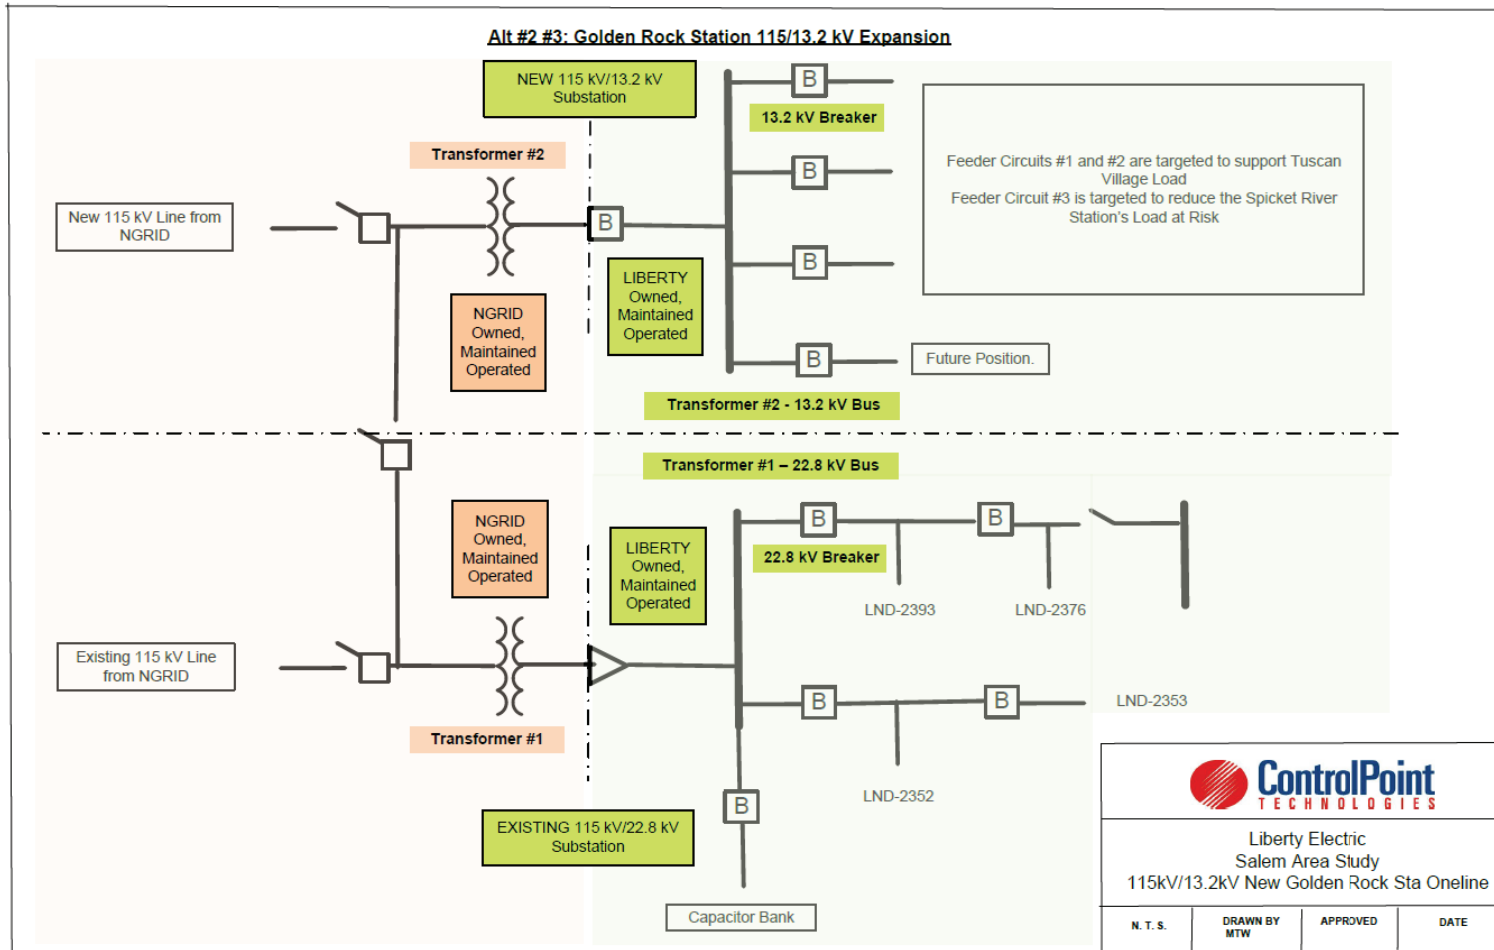 Alt #2 #3: Golden Rock Station 115/13.2 kV Expansion
NEW 115 kV/13.2 kV
Substation
B
13.2 kV Breaker
Feeder Circuits #1 and #2 are targeted to support Tuscan
Village Load
Feeder Circuit #3 is targeted to reduce the Spicket River
Station's Load at Risk
Transformer #2
B
New 115 kV Line from
NGRID
B
B
LIBERTY
Owned,
Maintained
Operated
NGRID
Owned,
Maintained
Operated
B
Future Position.
Transformer #2 - 13.2 kV Bus
Transformer #1 – 22.8 kV Bus
NGRID
Owned,
Maintained
Operated
LIBERTY
Owned,
Maintained
Operated
B
B
22.8 kV Breaker
LND-2393
LND-2376
Existing 115 kV Line
from NGRID
B
B
LND-2353
Transformer #1
LND-2352
B
EXISTING 115 kV/22.8 kV
Substation
Capacitor Bank
ControlPoint
TECHNOLOGIES
Liberty Electric
Salem Area Study
115kV/13.2kV New Golden Rock Sta Oneline
N. T. S.
DRAWN BY
MTW
APPROVED
DATE